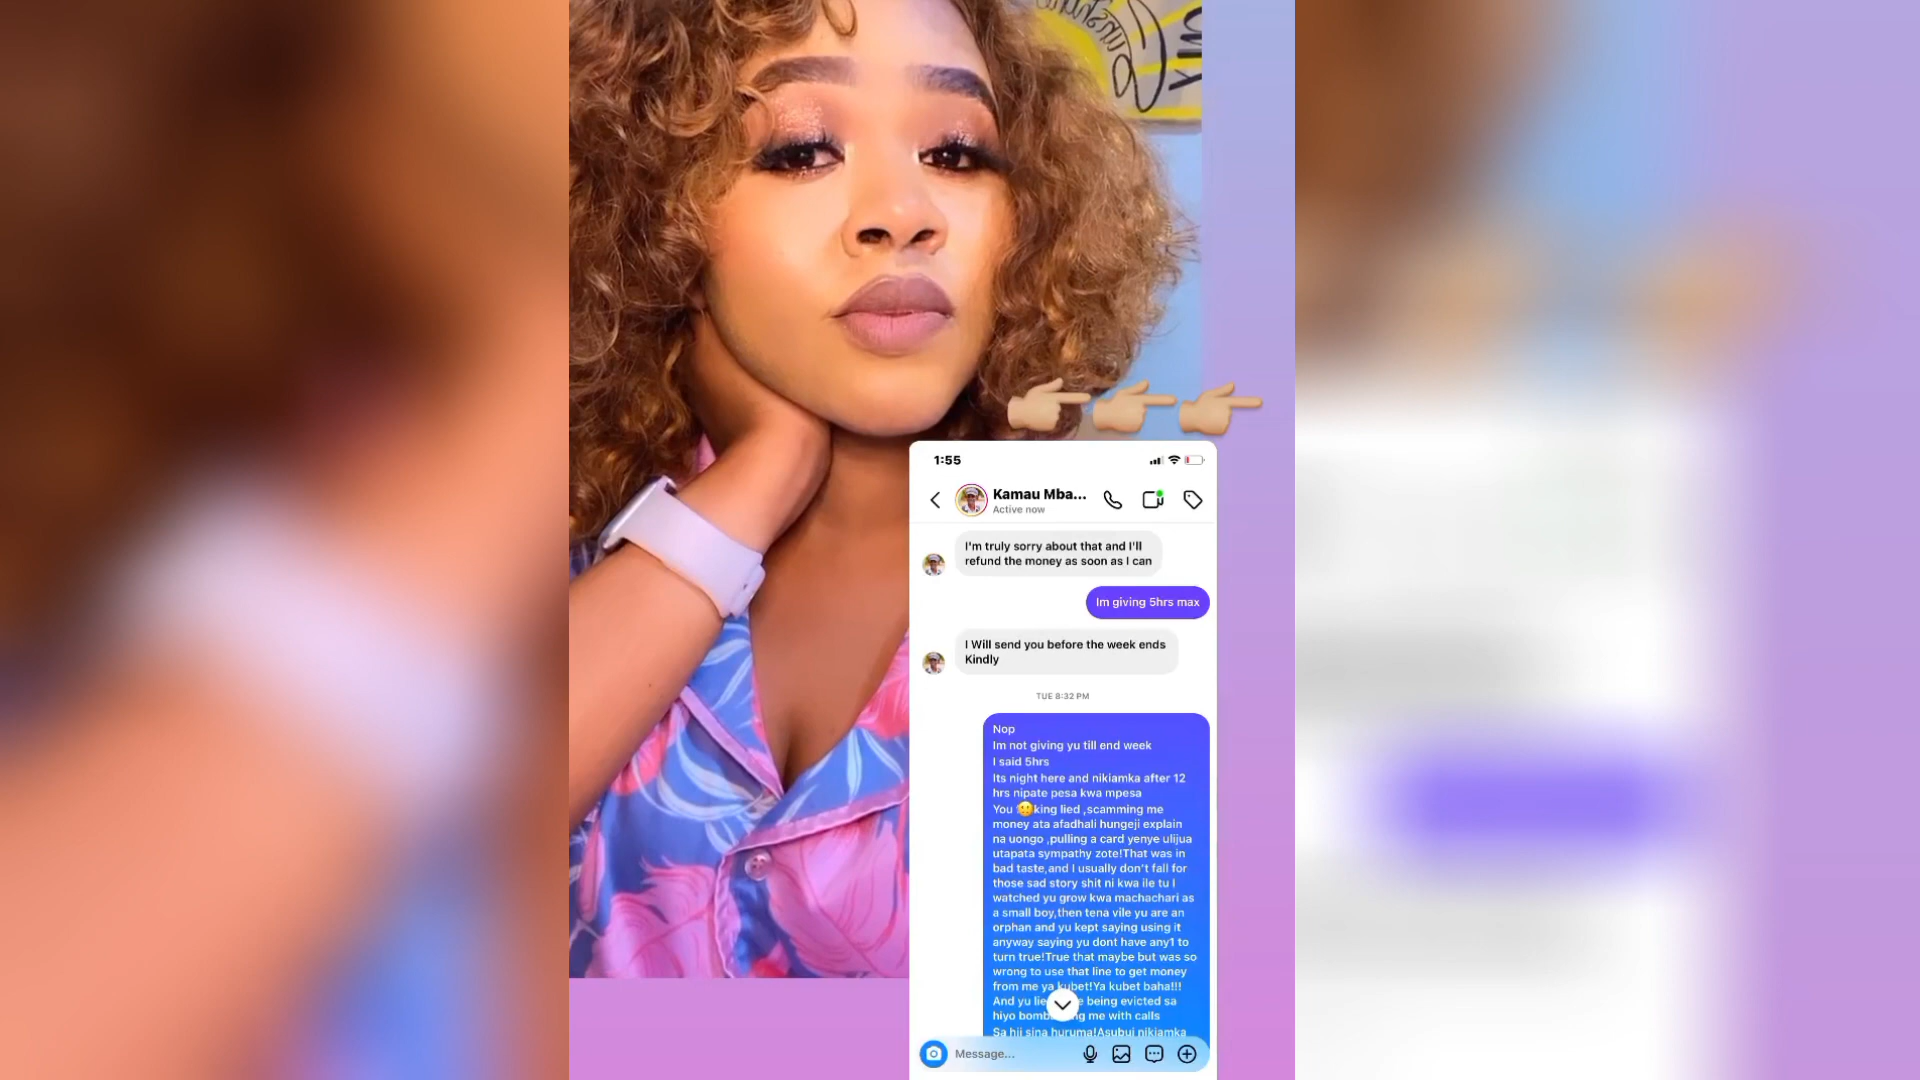 Sunshine
MY
1:55
Kamau Mba...
Active now
I'm truly sorry about that and I'll
refund the money as soon as I can
Im giving 5hrs max
I Will send you before the week ends
Kindly
TUE 8:32 PM
Nop
Im not giving yu till end week
I said 5hrs
Its night here and nikiamka after 12
hrs nipate pesa kwa mpesa
You king lied ,scamming me
money ata afadhali hungeji explain
na uongo ,pulling a card yenye ulijua
utapata sympathy zote!That was in
bad taste,and I usually don't fall for
those sad story shit ni kwa ile tu I
watched yu grow kwa machachari as
a small boy,then tena vile yu are an
orphan and yu kept saying using it
anyway saying yu dont have any1 to
turn true!True that maybe but was so
wrong to use that line to get money
from me ya kubet!Ya kubet baha!!!
And yu lie being evicted sa
hiyo bomb ng me with calls
Sa hii sina huruma!Asubui nikiamka
Message...